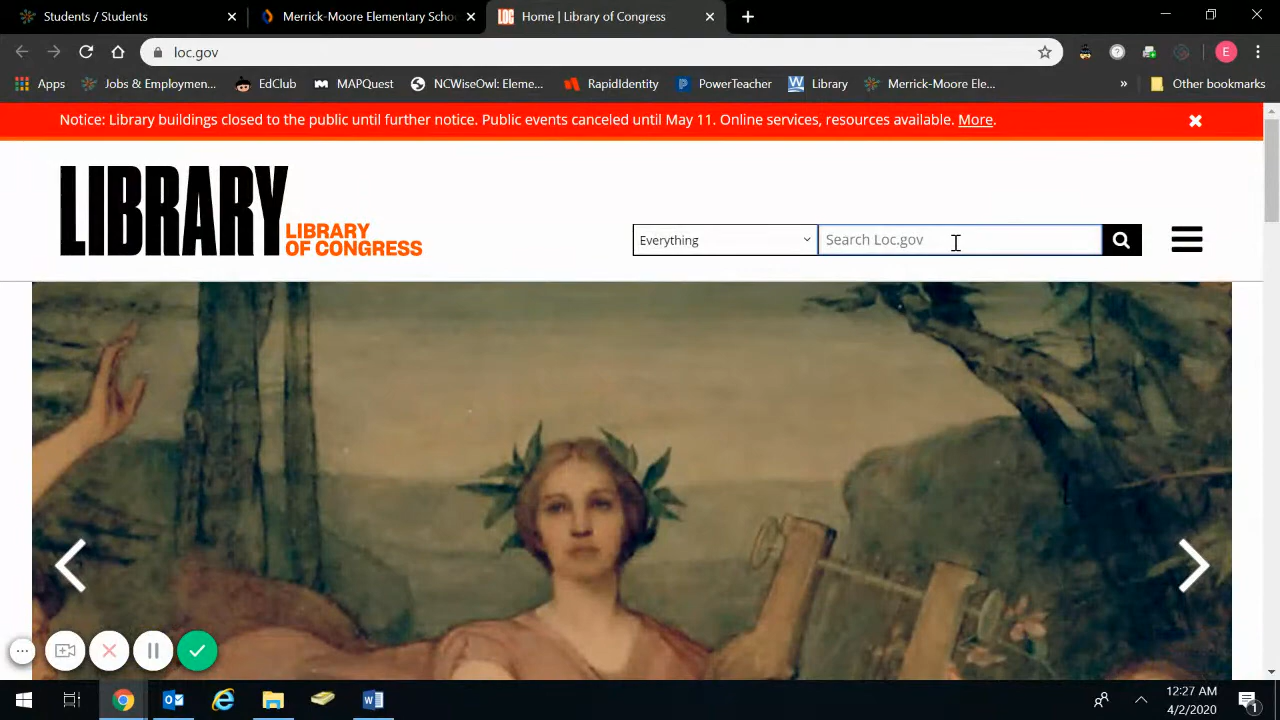 Students / Students
Merrick-Moore Elementary Scho
Home | Library of Congress
loc.gov
E
Apps
Jobs & Employmen...
EdClub
MAPQuest
NCWiseOwl: Eleme...
RapidIdentity
PowerTeacher
Library
Merrick-Moore Ele...
»
Other bookmarks
Notice: Library buildings closed to the public until further notice. Public events canceled until May 11. Online services, resources available. More.
LIBRARY
LIBRARY
OF CONGRESS
Everything
Search Loc.gov
12:27 AM
4/2/2020
1